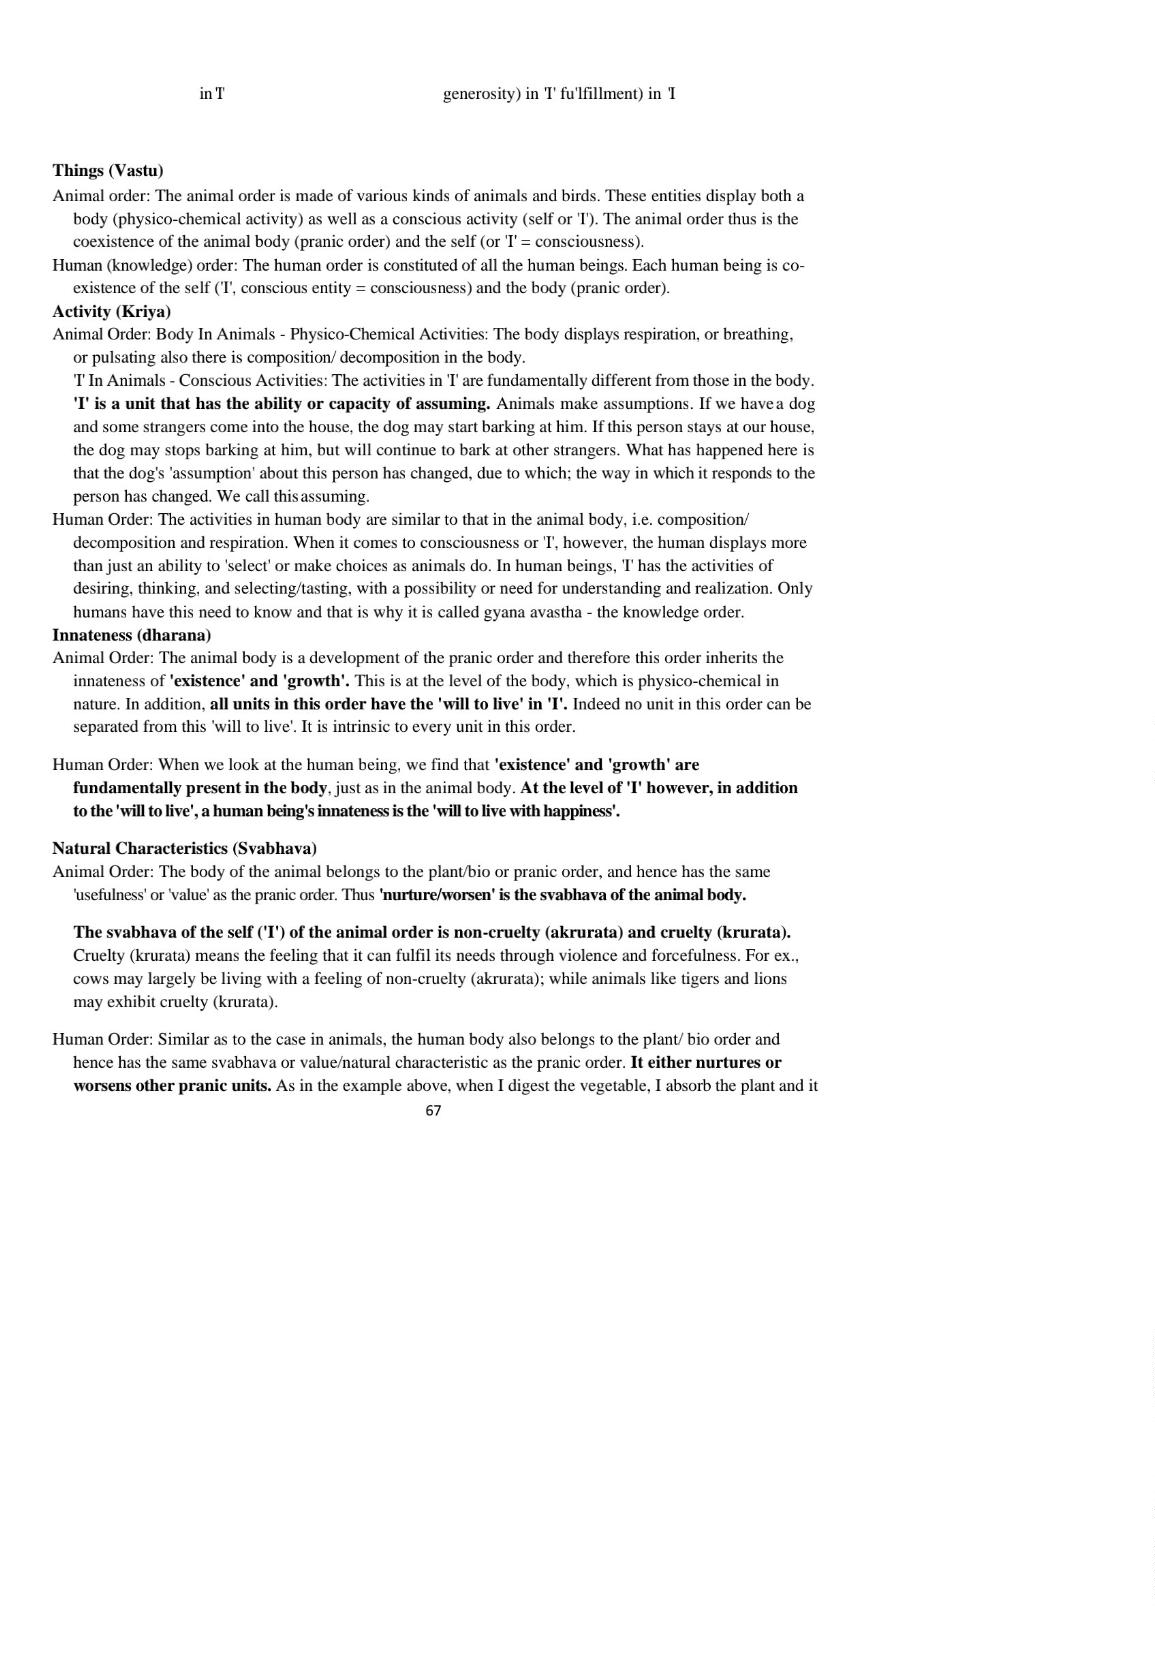 in 'I' generosity) in 'I' fu'lfillment) in 'I
Things (Vastu)
Animal order: The animal order is made of various kinds of animals and birds. These entities display both a
body (physico-chemical activity) as well as a conscious activity (self or 'I'). The animal order thus is the
coexistence of the animal body (pranic order) and the self (or 'I' = consciousness).
Human (knowledge) order: The human order is constituted of all the human beings. Each human being is co-
existence of the self ('I', conscious entity = consciousness) and the body (pranic order).
Activity (Kriya)
Animal Order: Body In Animals - Physico-Chemical Activities: The body displays respiration, or breathing,
or pulsating also there is composition/ decomposition in the body.
'I' In Animals - Conscious Activities: The activities in 'I' are fundamentally different from those in the body.
'I' is a unit that has the ability or capacity of assuming. Animals make assumptions. If we have a dog
and some strangers come into the house, the dog may start barking at him. If this person stays at our house,
the dog may stops barking at him, but will continue to bark at other strangers. What has happened here is
that the dog's 'assumption' about this person has changed, due to which; the way in which it responds to the
person has changed. We call this assuming.
Human Order: The activities in human body are similar to that in the animal body, i.e. composition/
decomposition and respiration. When it comes to consciousness or 'I', however, the human displays more
than just an ability to 'select' or make choices as animals do. In human beings, 'I' has the activities of
desiring, thinking, and selecting/tasting, with a possibility or need for understanding and realization. Only
humans have this need to know and that is why it is called gyana avastha - the knowledge order.
Innateness (dharana)
Animal Order: The animal body is a development of the pranic order and therefore this order inherits the
innateness of 'existence' and 'growth'. This is at the level of the body, which is physico-chemical in
nature. In addition, all units in this order have the 'will to live' in 'I'. Indeed no unit in this order can be
separated from this 'will to live'. It is intrinsic to every unit in this order.
Human Order: When we look at the human being, we find that 'existence' and 'growth' are
fundamentally present in the body, just as in the animal body. At the level of 'I' however, in addition
to the 'will to live', a human being's innateness is the 'will to live with happiness'.
Natural Characteristics (Svabhava)
Animal Order: The body of the animal belongs to the plant/bio or pranic order, and hence has the same
'usefulness' or 'value' as the pranic order. Thus 'nurture/worsen' is the svabhava of the animal body.
The svabhava of the self ('I') of the animal order is non-cruelty (akrurata) and cruelty (krurata).
Cruelty (krurata) means the feeling that it can fulfil its needs through violence and forcefulness. For ex.,
cows may largely be living with a feeling of non-cruelty (akrurata); while animals like tigers and lions
may exhibit cruelty (krurata).
Human Order: Similar as to the case in animals, the human body also belongs to the plant/ bio order and
hence has the same svabhava or value/natural characteristic as the pranic order. It either nurtures or
worsens other pranic units. As in the example above, when I digest the vegetable, I absorb the plant and it
67